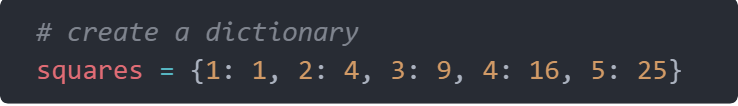 # create a dictionary
squares = {1: 1, 2: 4, 3: 9, 4: 16, 5: 25}